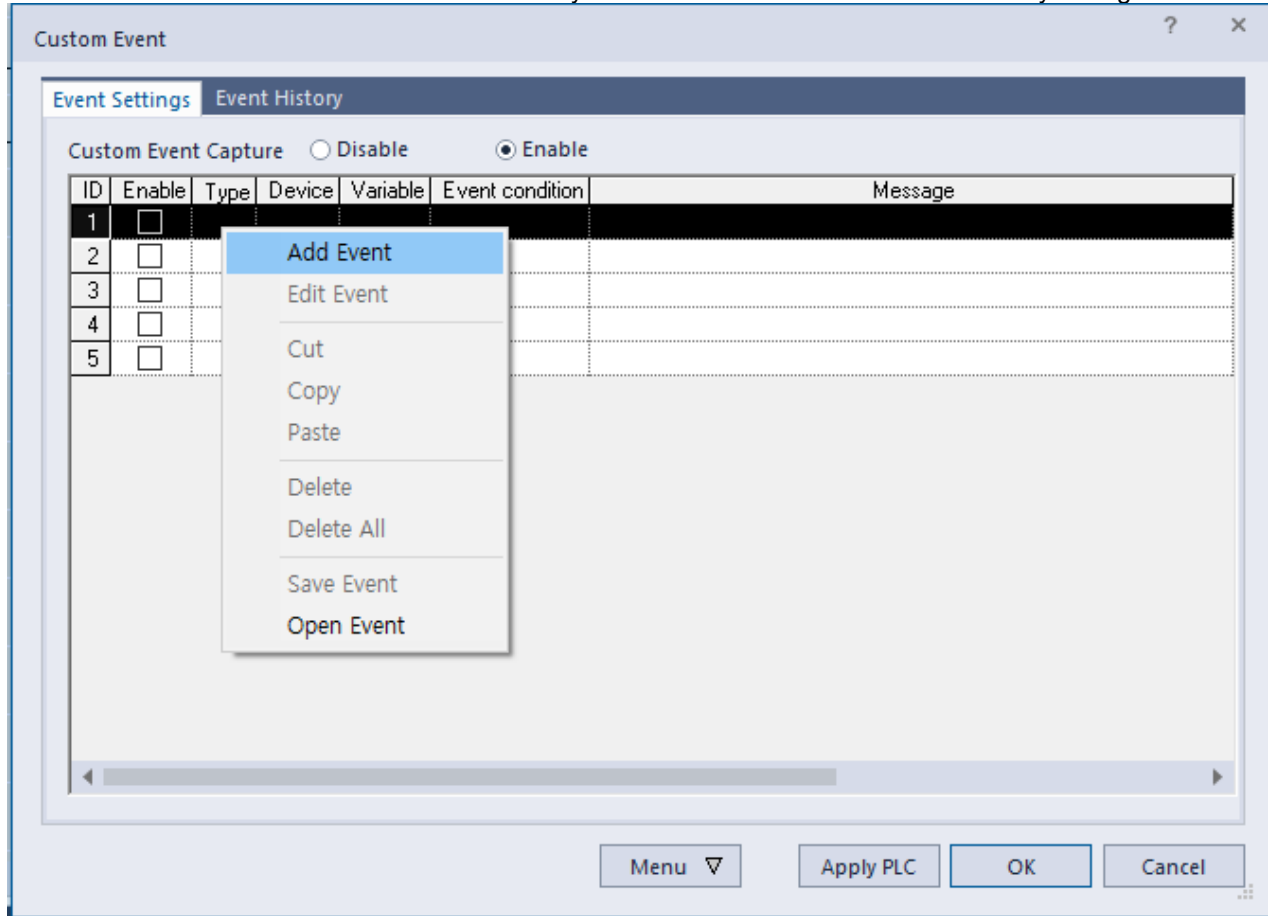 Custom Event
? ×
Event Settings Event History
Custom Event Capture Disable Enable
ID Enable Type Device Variable Event condition Message
1
2
3
4
5
Add Event
Edit Event
Cut
Copy
Paste
Delete
Delete All
Save Event
Open Event
Menu ▽ Apply PLC OK Cancel